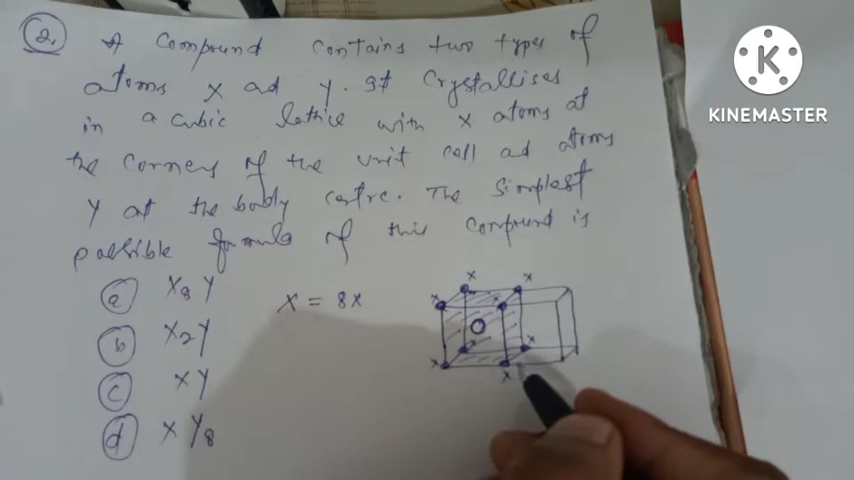 2. A Compound contains two types of
atoms X ad Y. It Crystallises
in a cubic lattice with X atoms at
the corners of the unit cell ad atoms
Y at the body centre. The Simplest
possible formula of this compound is
a X8Y
b X2Y
c XY
d XY8
X = 8x
x x
x x
x x
x
K
KINEMASTER